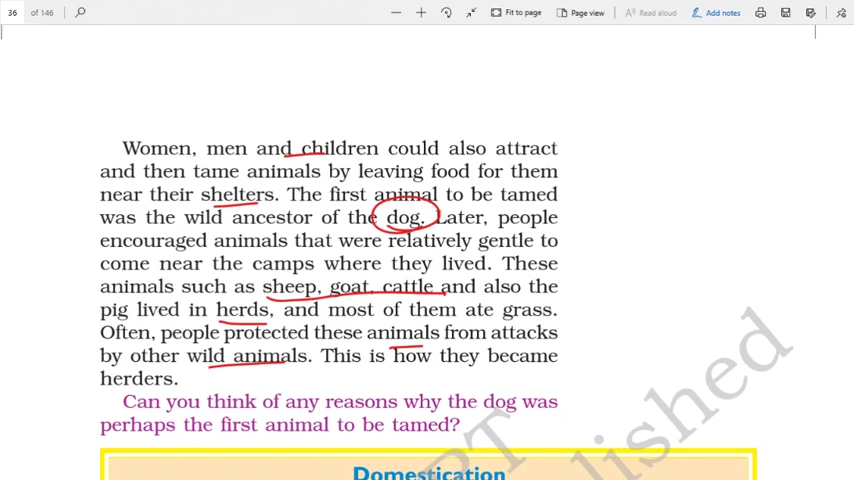 36 of 146 Fit to page Page view Read aloud Add notes
Women, men and children could also attract
and then tame animals by leaving food for them
near their shelters. The first animal to be tamed
was the wild ancestor of the dog. Later, people
encouraged animals that were relatively gentle to
come near the camps where they lived. These
animals such as sheep, goat, cattle and also the
pig lived in herds, and most of them ate grass.
Often, people protected these animals from attacks
by other wild animals. This is how they became
herders.
Can you think of any reasons why the dog was
perhaps the first animal to be tamed?
Domestication